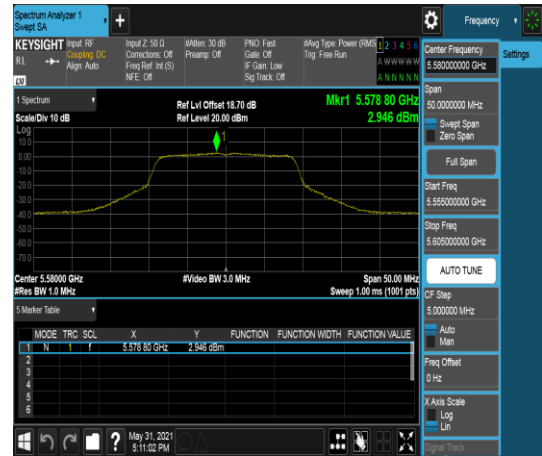 Spectrum Analyzer 1
Swept SA
+
Frequency
KEYSIGHT
RL
LXI
Input: RF
Coupling: DC
Align: Auto
Input Z: 50 Ω
Corrections: Off
Freq Ref: Int (S)
NFE: Off
#Atten: 30 dB
Preamp: Off
PNO: Fast
Gate: Off
IF Gain: Low
Sig Track: Off
#Avg Type: Power (RMS
Trig: Free Run
1 2 3 4 5 6
A W W W W W
A N N N N N
1 Spectrum
Scale/Div 10 dB
Ref Lvl Offset 18.70 dB
Ref Level 20.00 dBm
Mkr1 5.578 80 GHz
2.946 dBm
Log
10.0
0.00
-10.0
-20.0
-30.0
-40.0
-50.0
-60.0
-70.0
1
Center 5.58000 GHz
#Res BW 1.0 MHz
#Video BW 3.0 MHz
Span 50.00 MHz
Sweep 1.00 ms (1001 pts)
5 Marker Table
MODE TRC SCL X Y FUNCTION FUNCTION WIDTH FUNCTION VALUE
1 N 1 f 5.578 80 GHz 2.946 dBm
2
3
4
5
6
?
May 31, 2021
5:11:02 PM
Center Frequency
5.580000000 GHz
Settings
Span
50.0000000 MHz
Swept Span
Zero Span
Full Span
Start Freq
5.555000000 GHz
Stop Freq
5.605000000 GHz
AUTO TUNE
CF Step
5.000000 MHz
Auto
Man
Freq Offset
0 Hz
X Axis Scale
Log
Lin
Signal Track